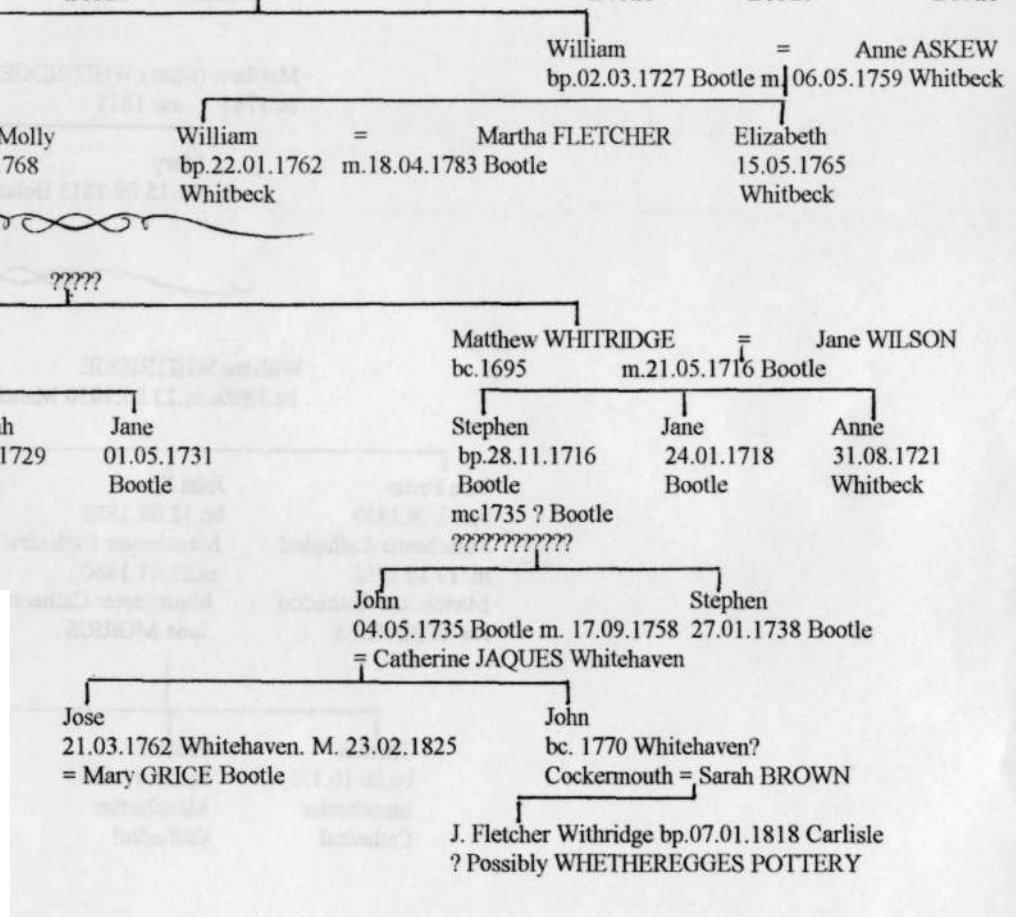 William = Anne ASKEW
bp.02.03.1727 Bootle m. 06.05.1759 Whitbeck
Molly William = Martha FLETCHER Elizabeth
1768 bp.22.01.1762 m.18.04.1783 Bootle 15.05.1765
Whitbeck Whitbeck
?????
Matthew WHITRIDGE = Jane WILSON
bc.1695 m.21.05.1716 Bootle
Jane Stephen Jane Anne
1729 01.05.1731 bp.28.11.1716 24.01.1718 31.08.1721
Bootle Bootle Bootle Whitbeck
mc1735 ? Bootle
????????????
John Stephen
04.05.1735 Bootle m. 17.09.1758 27.01.1738 Bootle
= Catherine JAQUES Whitehaven
Jose John
21.03.1762 Whitehaven. M. 23.02.1825 bc. 1770 Whitehaven?
= Mary GRICE Bootle Cockermouth = Sarah BROWN
J. Fletcher Withridge bp.07.01.1818 Carlisle
? Possibly WHETHEREGGES POTTERY